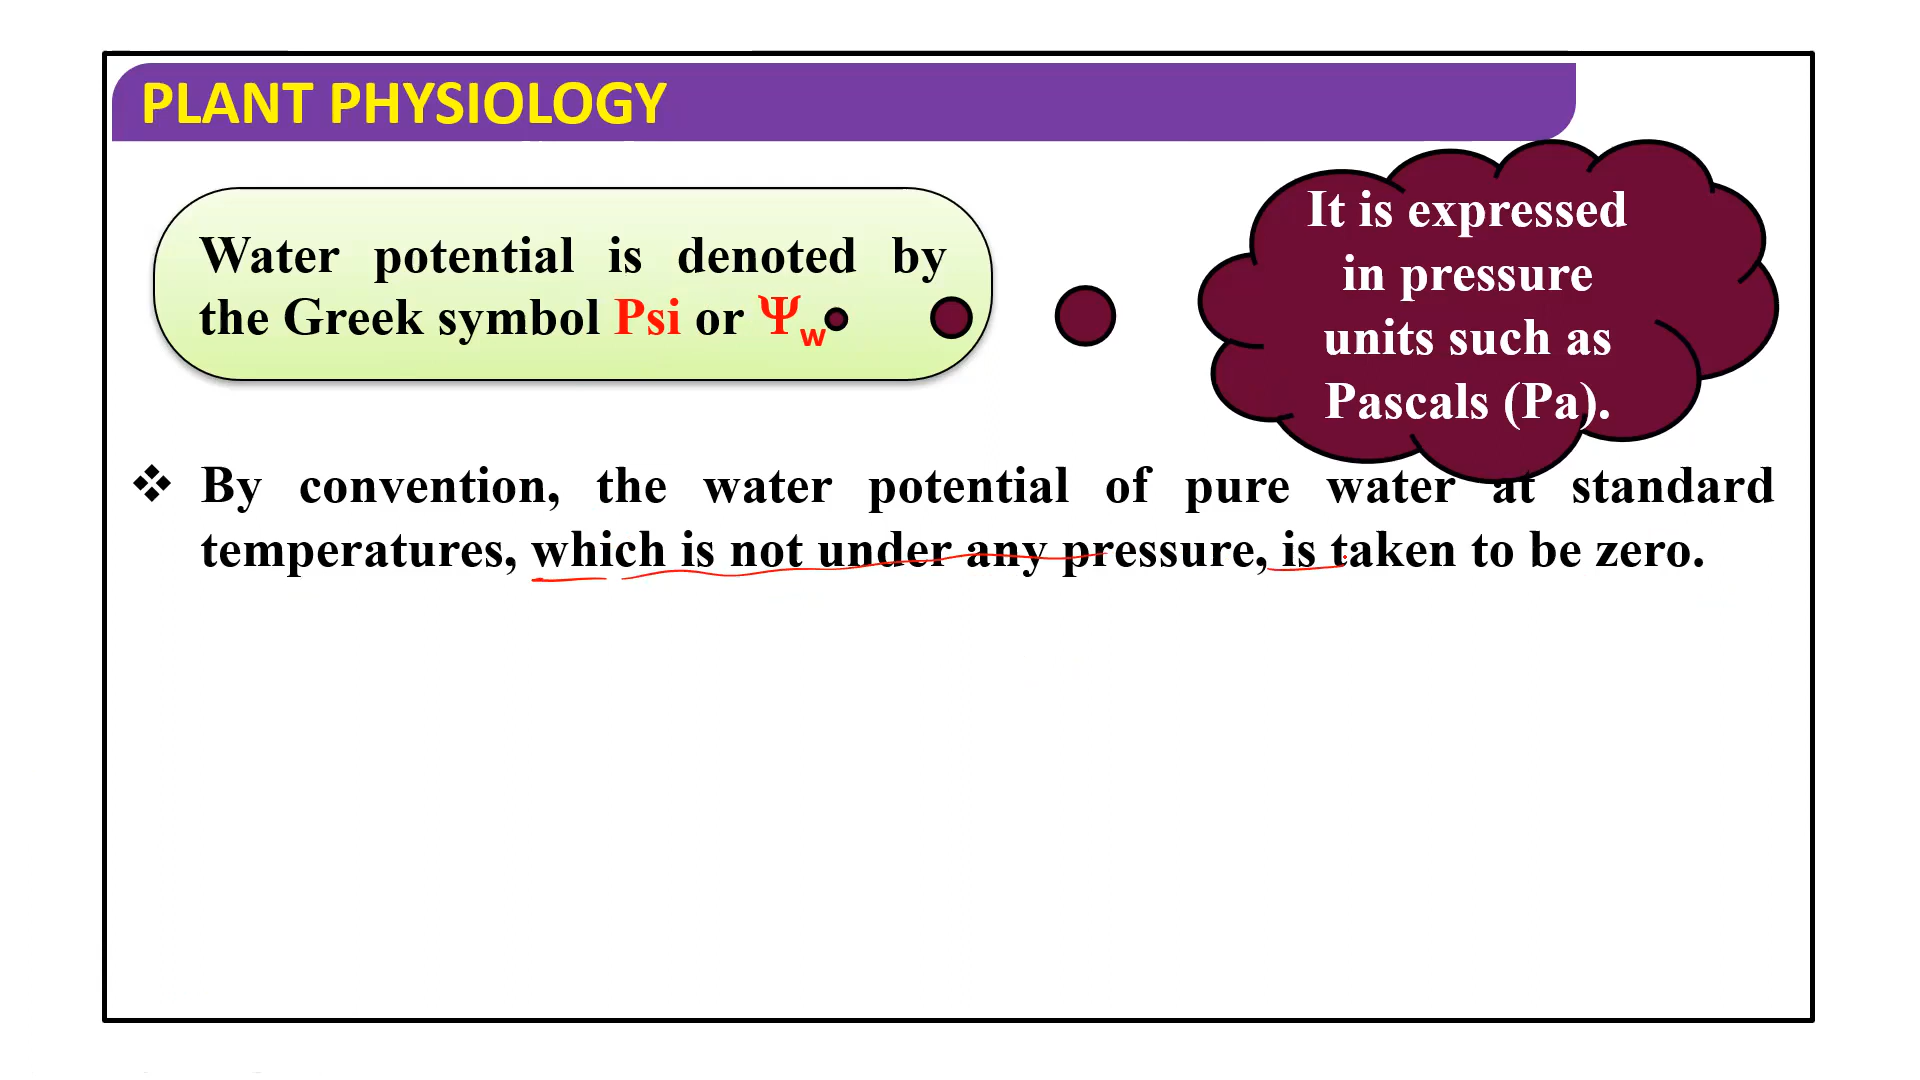 PLANT PHYSIOLOGY
Water potential is denoted by
the Greek symbol Psi or Ψw
It is expressed
in pressure
units such as
Pascals (Pa).
❖ By convention, the water potential of pure water at standard
temperatures, which is not under any pressure, is taken to be zero.